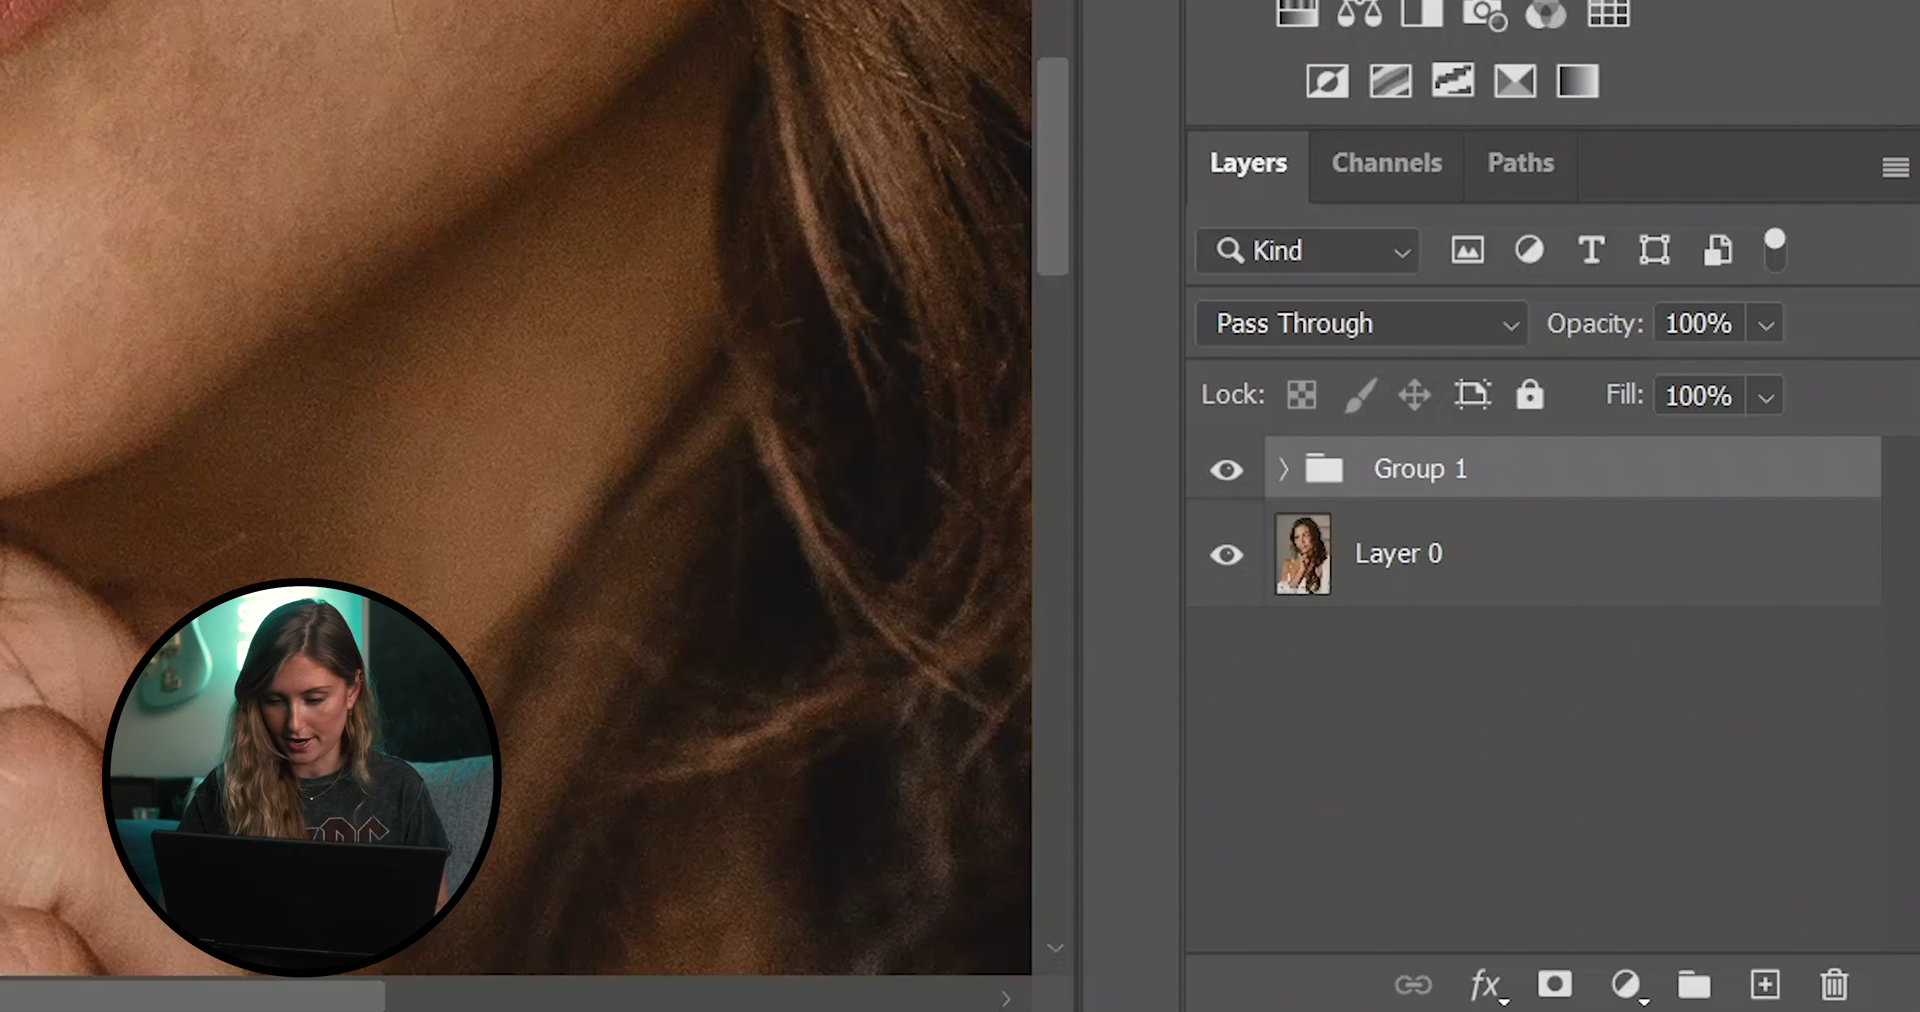 Layers Channels Paths
Kind
Pass Through Opacity: 100%
Lock: Fill: 100%
Group 1
Layer 0
fx